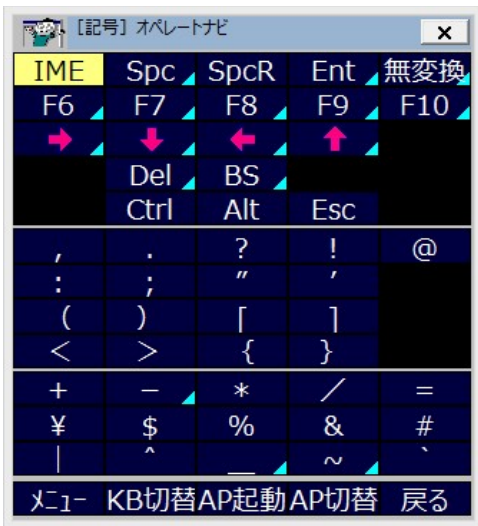 [記号] オペレートナビ
IME Spc SpcR Ent 無変換
F6 F7 F8 F9 F10
→ ↓ ← ↑
Del BS
Ctrl Alt Esc
, . ? ! @
: ; " '
( ) [ ]
< > { }
+ − * / =
¥ $ % & #
| ^ _ ~ `
メニュー KB切替 AP起動 AP切替 戻る